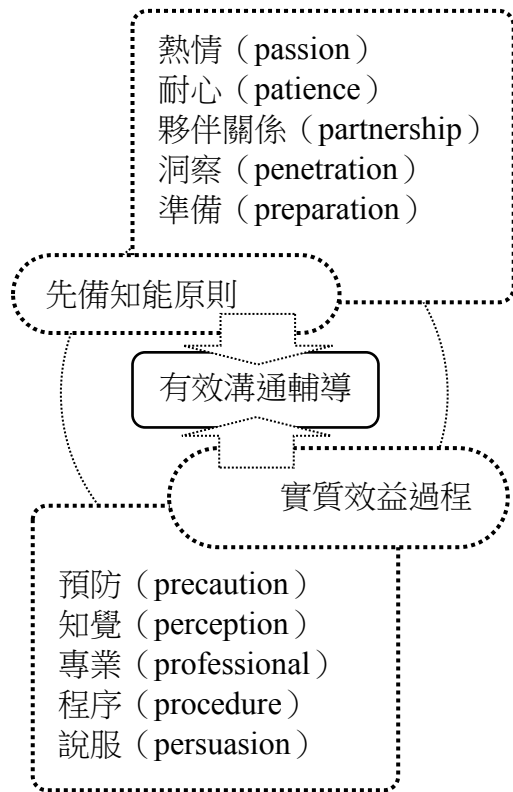 熱情（passion）
耐心（patience）
夥伴關係（partnership）
洞察（penetration）
準備（preparation）
先備知能原則
有效溝通輔導
實質效益過程
預防（precaution）
知覺（perception）
專業（professional）
程序（procedure）
說服（persuasion）